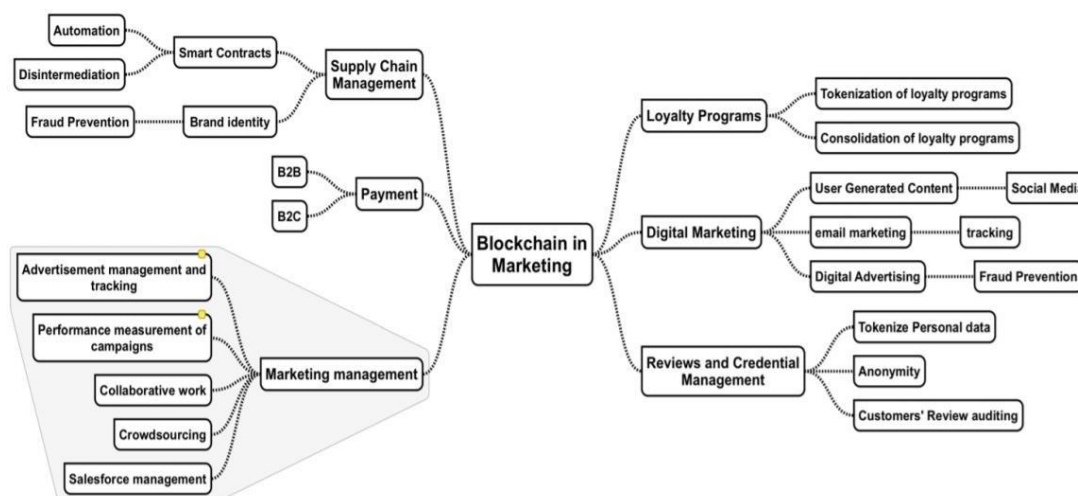 Automation
Smart Contracts
Disintermediation
Supply Chain
Management
Fraud Prevention
Brand identity
B2B
Payment
B2C
Advertisement management and
tracking
Performance measurement of
campaigns
Collaborative work
Crowdsourcing
Salesforce management
Marketing management
Blockchain in
Marketing
Loyalty Programs
Tokenization of loyalty programs
Consolidation of loyalty programs
Digital Marketing
User Generated Content
Social Media
email marketing
tracking
Digital Advertising
Fraud Prevention
Reviews and Credential
Management
Tokenize Personal data
Anonymity
Customers' Review auditing